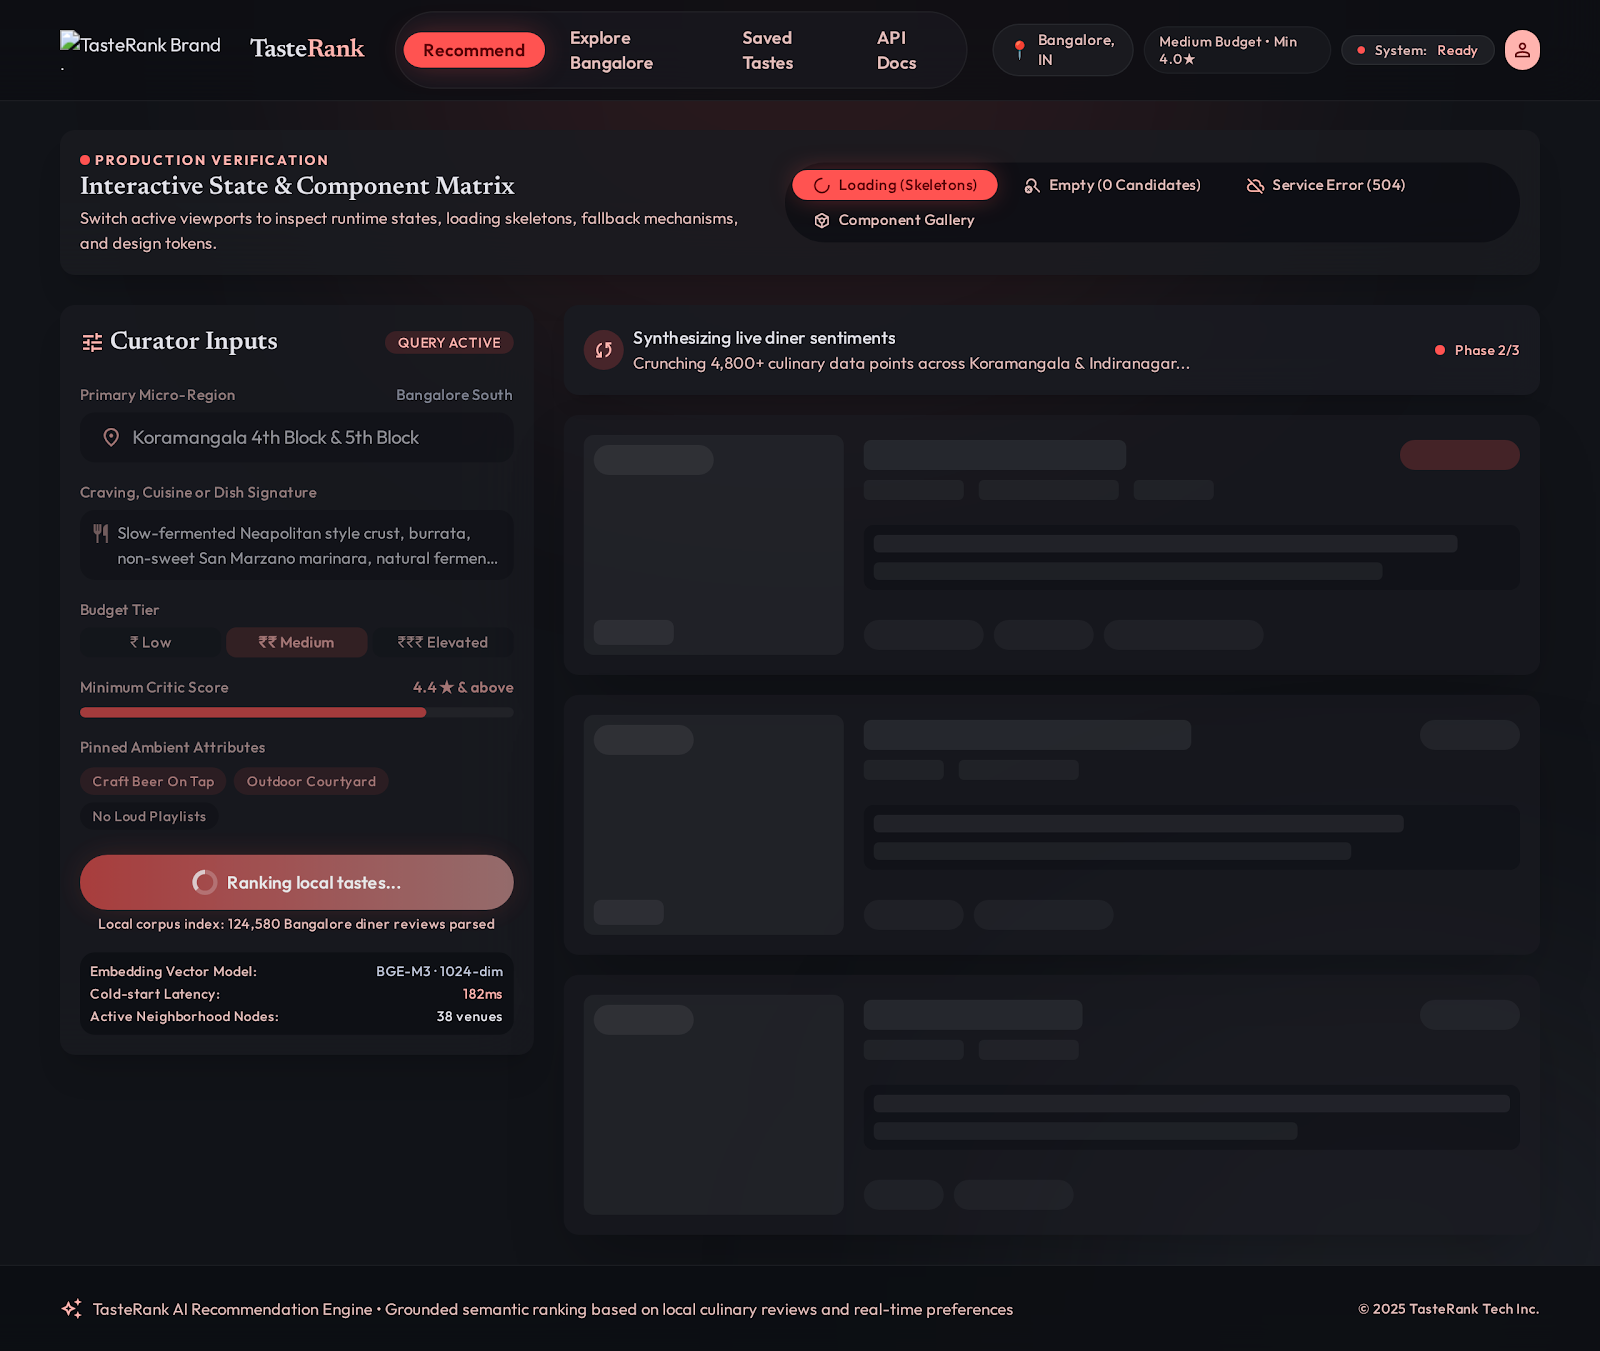 TasteRank Brand
.
TasteRank
Recommend
Explore
Bangalore
Saved
Tastes
API
Docs
Bangalore,
IN
Medium Budget • Min
4.0★
System: Ready
PRODUCTION VERIFICATION
Interactive State & Component Matrix
Switch active viewports to inspect runtime states, loading skeletons, fallback mechanisms,
and design tokens.
Loading (Skeletons)
Empty (0 Candidates)
Service Error (504)
Component Gallery
Curator Inputs
QUERY ACTIVE
Primary Micro-Region
Bangalore South
Koramangala 4th Block & 5th Block
Craving, Cuisine or Dish Signature
Slow-fermented Neapolitan style crust, burrata,
non-sweet San Marzano marinara, natural fermen...
Budget Tier
₹ Low
₹₹ Medium
₹₹₹ Elevated
Minimum Critic Score
4.4 ★ & above
Pinned Ambient Attributes
Craft Beer On Tap
Outdoor Courtyard
No Loud Playlists
Ranking local tastes...
Local corpus index: 124,580 Bangalore diner reviews parsed
Embedding Vector Model:
BGE-M3 · 1024-dim
Cold-start Latency:
182ms
Active Neighborhood Nodes:
38 venues
Synthesizing live diner sentiments
Crunching 4,800+ culinary data points across Koramangala & Indiranagar...
Phase 2/3
TasteRank AI Recommendation Engine • Grounded semantic ranking based on local culinary reviews and real-time preferences
© 2025 TasteRank Tech Inc.